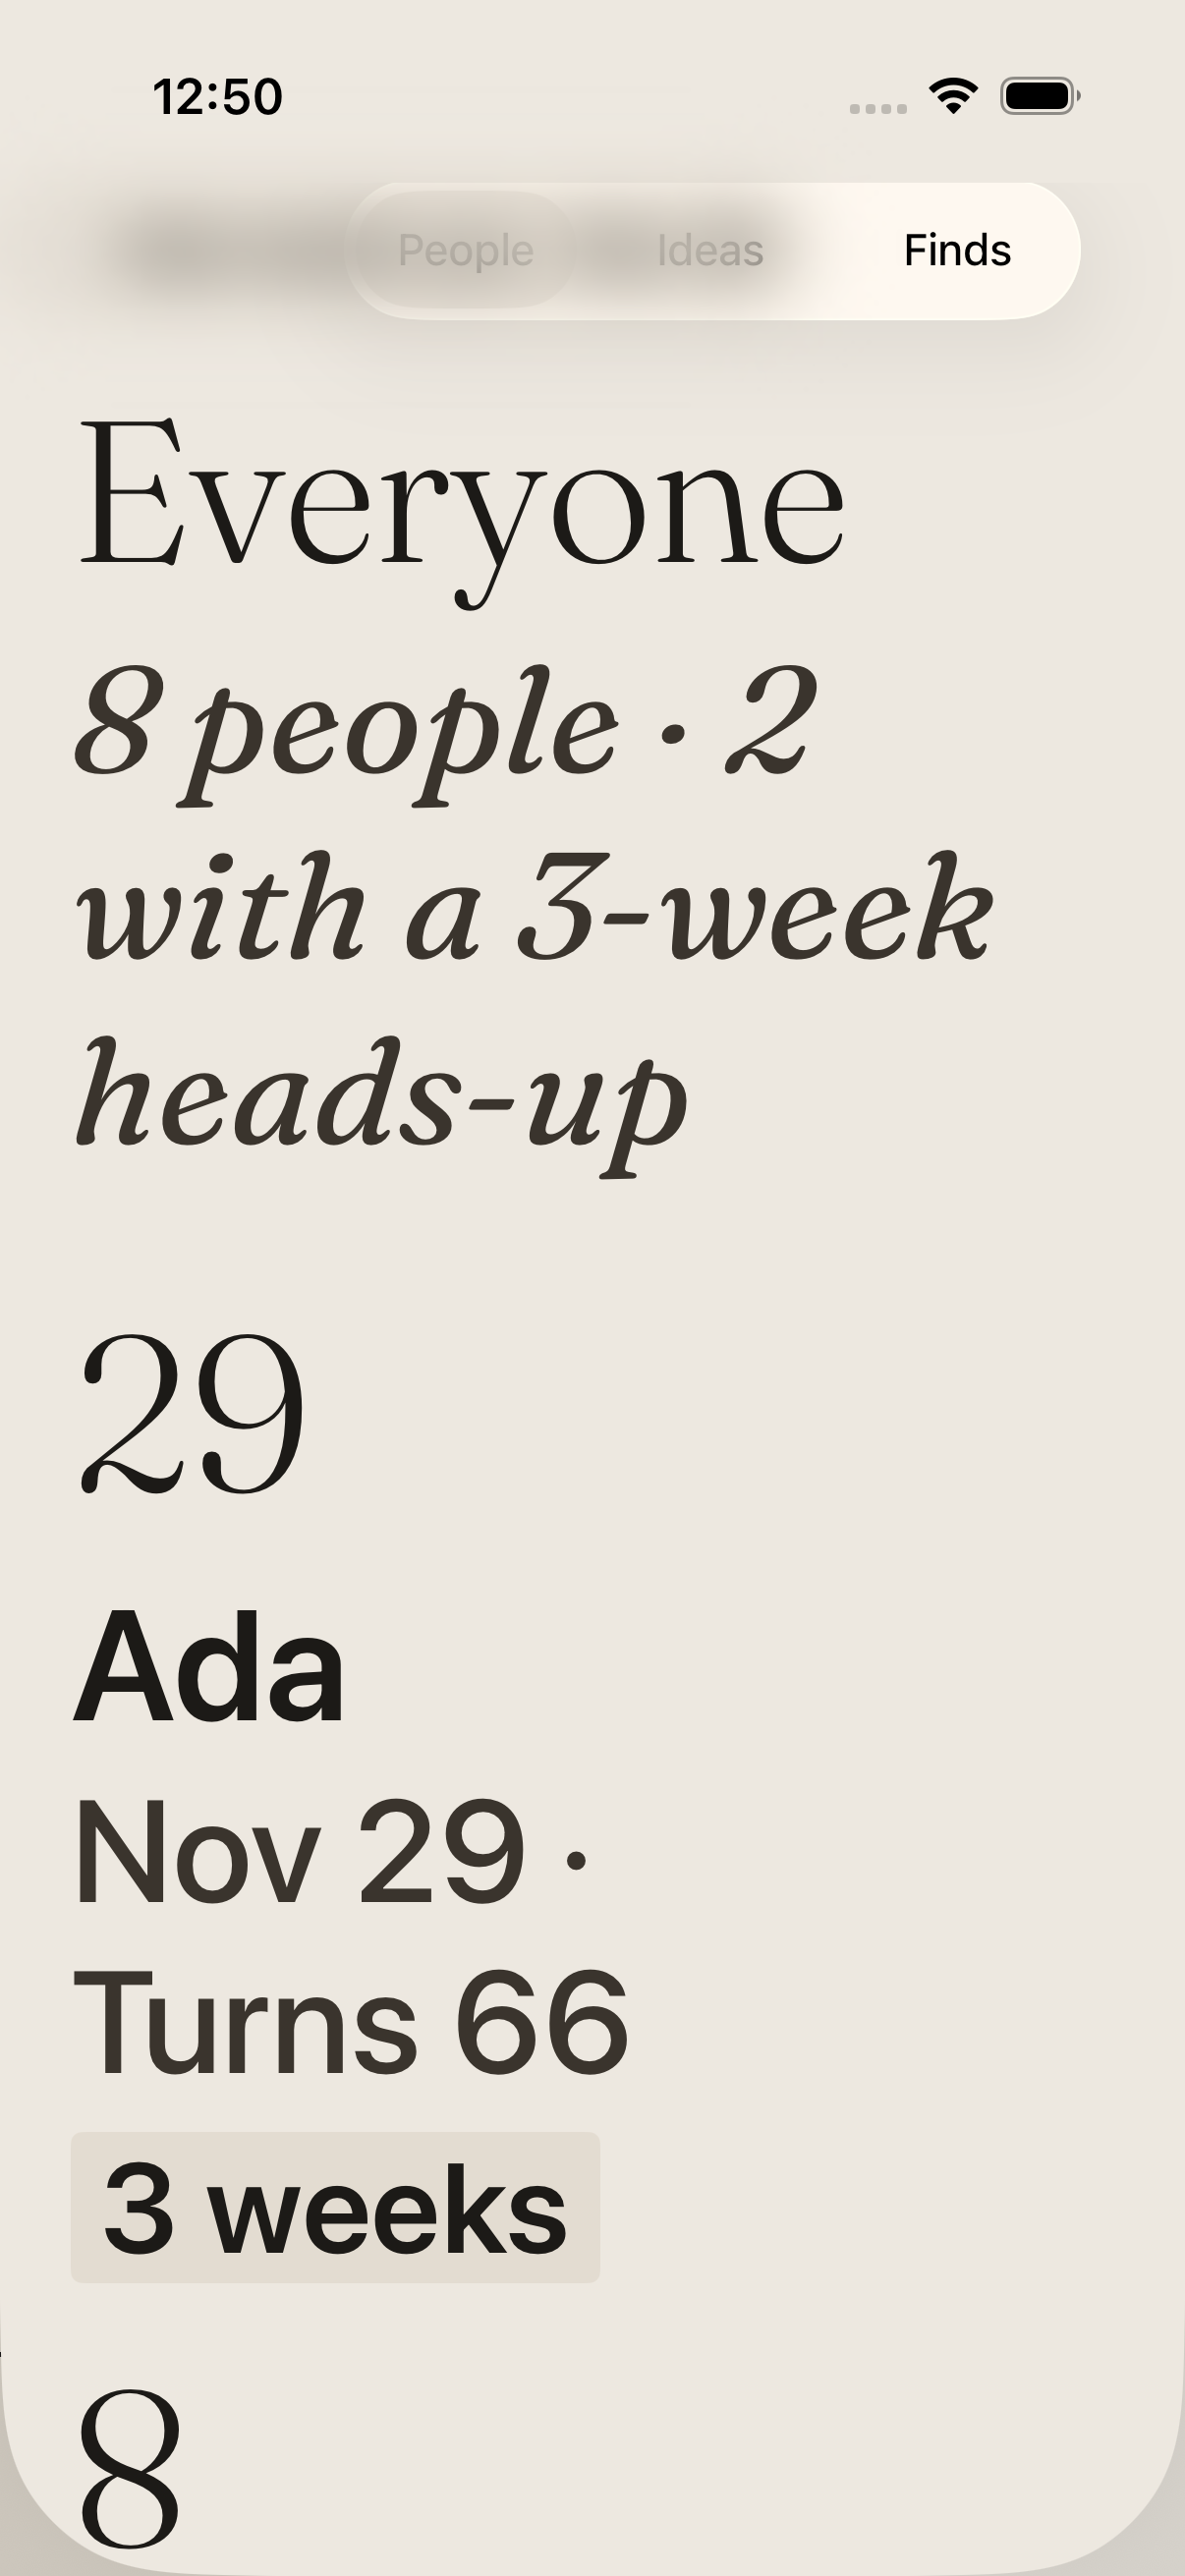 12:50
People Ideas Finds
Everyone
8 people · 2
with a 3-week
heads-up
29
Ada
Nov 29 ·
Turns 66
3 weeks
8